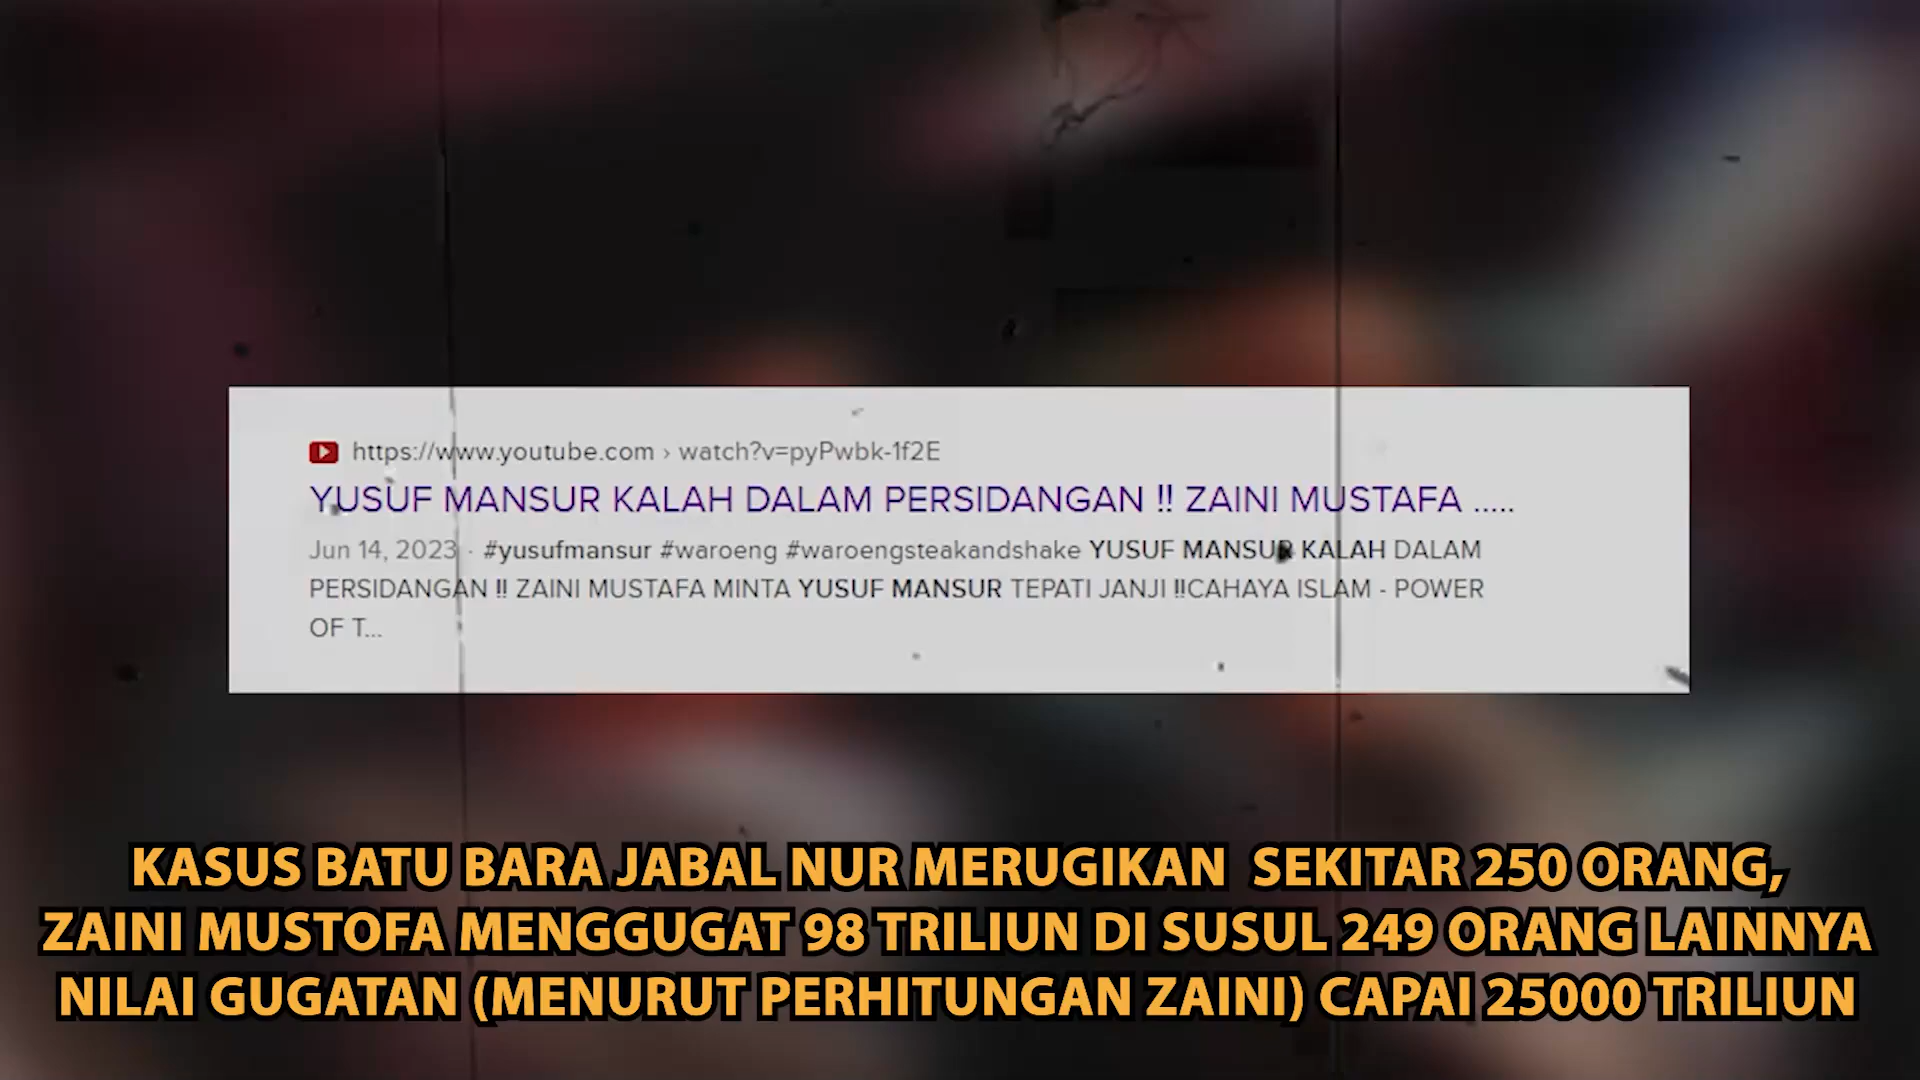 https://www.youtube.com › watch?v=pyPwbk-1f2E
YUSUF MANSUR KALAH DALAM PERSIDANGAN !! ZAINI MUSTAFA .....
Jun 14, 2023 · #yusufmansur #waroeng #waroengsteakandshake YUSUF MANSUR KALAH DALAM
PERSIDANGAN !! ZAINI MUSTAFA MINTA YUSUF MANSUR TEPATI JANJI !!CAHAYA ISLAM - POWER
OF T...
KASUS BATU BARA JABAL NUR MERUGIKAN  SEKITAR 250 ORANG,
ZAINI MUSTOFA MENGGUGAT 98 TRILIUN DI SUSUL 249 ORANG LAINNYA
NILAI GUGATAN (MENURUT PERHITUNGAN ZAINI) CAPAI 25000 TRILIUN